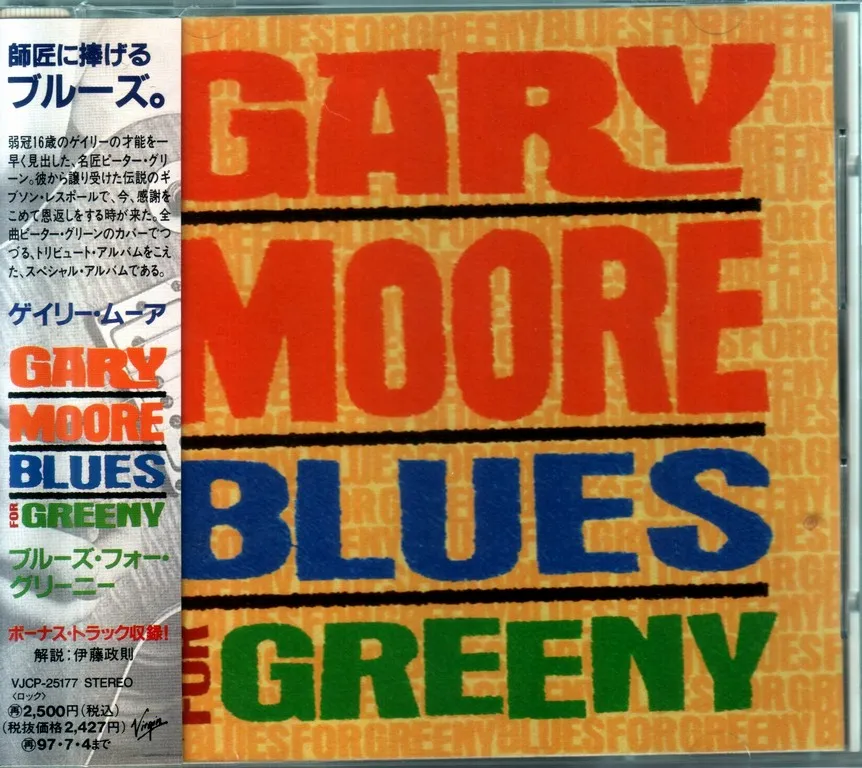 師匠に捧げる
ブルーズ。
弱冠16歳のゲイリーの才能を一
早く見出した、名匠ピーター・グリ
ーン。彼から譲り受けた伝説のギ
ブソン・レスポールで、今、感謝を
こめて恩返しをする時が来た。全
曲ピーター・グリーンのカバーでつ
づる、トリビュート・アルバムをこえ
た、スペシャル・アルバムである。
ゲイリー・ムーア
GARY
MOORE
BLUES
FOR GREENY
ブルーズ・フォー・
グリーニー
ボーナス・トラック収録!
解説:伊藤政則
VJCP-25177 STEREO
〈ロック〉
再2,500円(税込)
(税抜価格2,427円)
Virgin
再97・7・4まで
GARY
MOORE
BLUES
FOR GREENY
BLUESFORGREENYBLUESFOR
BLUESFORGREENYBLUESFORGREENYB